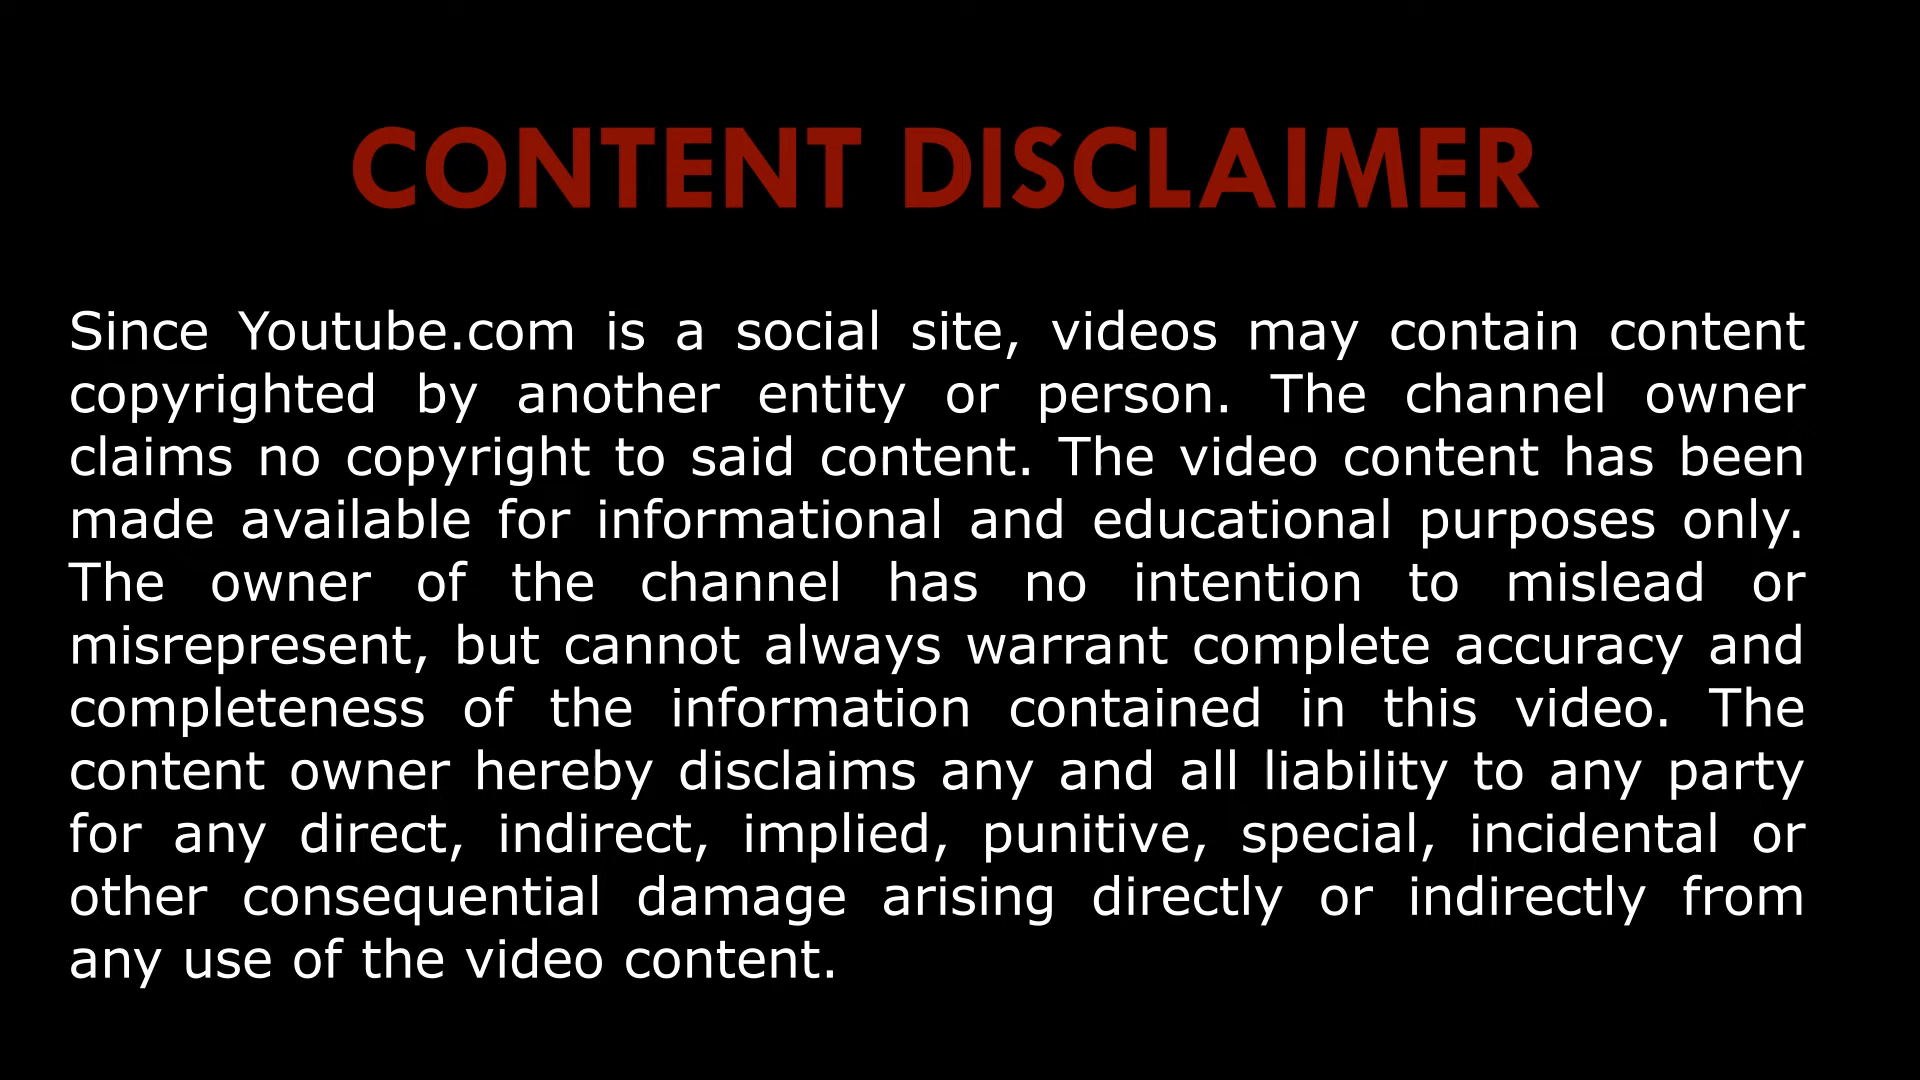 CONTENT DISCLAIMER
Since Youtube.com is a social site, videos may contain content
copyrighted by another entity or person. The channel owner
claims no copyright to said content. The video content has been
made available for informational and educational purposes only.
The owner of the channel has no intention to mislead or
misrepresent, but cannot always warrant complete accuracy and
completeness of the information contained in this video. The
content owner hereby disclaims any and all liability to any party
for any direct, indirect, implied, punitive, special, incidental or
other consequential damage arising directly or indirectly from
any use of the video content.